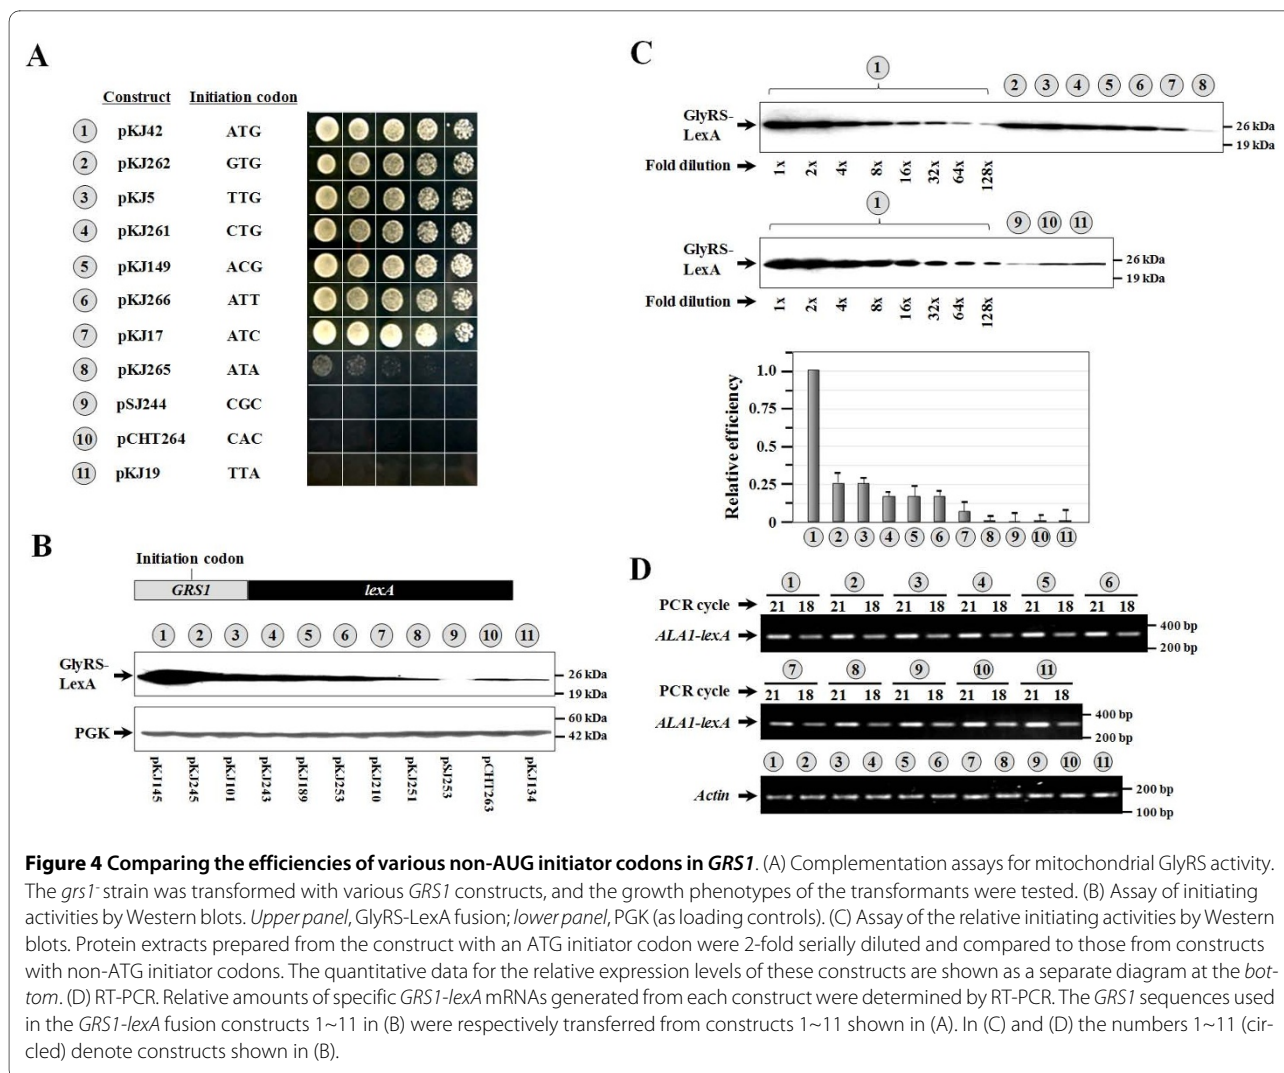 A
Construct Initiation codon
1 pKJ42 ATG
2 pKJ262 GTG
3 pKJ5 TTG
4 pKJ261 CTG
5 pKJ149 ACG
6 pKJ266 ATT
7 pKJ17 ATC
8 pKJ265 ATA
9 pSJ244 CGC
10 pCHT264 CAC
11 pKJ19 TTA
B
Initiation codon
GRS1 lexA
1 2 3 4 5 6 7 8 9 10 11
GlyRS-
LexA
26 kDa
19 kDa
PGK
60 kDa
42 kDa
pKJ145 pKJ245 pKJ101 pKJ243 pKJ189 pKJ253 pKJ210 pKJ251 pSJ253 pCHT263 pKJ134
C
1 2 3 4 5 6 7 8
GlyRS-
LexA
26 kDa
19 kDa
Fold dilution 1x 2x 4x 8x 16x 32x 64x 128x
1 9 10 11
GlyRS-
LexA
26 kDa
19 kDa
Fold dilution 1x 2x 4x 8x 16x 32x 64x 128x
Relative efficiency
1.0
0.75
0.5
0.25
0
1 2 3 4 5 6 7 8 9 10 11
D
1 2 3 4 5 6
PCR cycle 21 18 21 18 21 18 21 18 21 18 21 18
ALA1-lexA
400 bp
200 bp
7 8 9 10 11
PCR cycle 21 18 21 18 21 18 21 18 21 18
ALA1-lexA
400 bp
200 bp
1 2 3 4 5 6 7 8 9 10 11
Actin
200 bp
100 bp
Figure 4 Comparing the efficiencies of various non-AUG initiator codons in GRS1. (A) Complementation assays for mitochondrial GlyRS activity.
The grs1- strain was transformed with various GRS1 constructs, and the growth phenotypes of the transformants were tested. (B) Assay of initiating
activities by Western blots. Upper panel, GlyRS-LexA fusion; lower panel, PGK (as loading controls). (C) Assay of the relative initiating activities by Western
blots. Protein extracts prepared from the construct with an ATG initiator codon were 2-fold serially diluted and compared to those from constructs
with non-ATG initiator codons. The quantitative data for the relative expression levels of these constructs are shown as a separate diagram at the bot-
tom. (D) RT-PCR. Relative amounts of specific GRS1-lexA mRNAs generated from each construct were determined by RT-PCR. The GRS1 sequences used
in the GRS1-lexA fusion constructs 1~11 in (B) were respectively transferred from constructs 1~11 shown in (A). In (C) and (D) the numbers 1~11 (cir-
cled) denote constructs shown in (B).